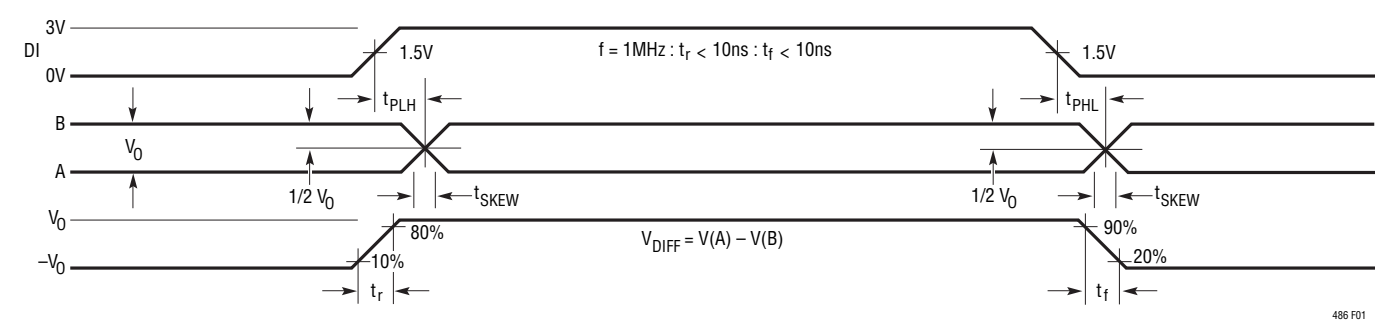 3V
DI
0V
1.5V
f = 1MHz : tr < 10ns : tf < 10ns
1.5V
tPLH
tPHL
B
VO
A
1/2 VO
tSKEW
1/2 VO
tSKEW
VO
–VO
80%
10%
VDIFF = V(A) – V(B)
90%
20%
tr
tf
486 F01